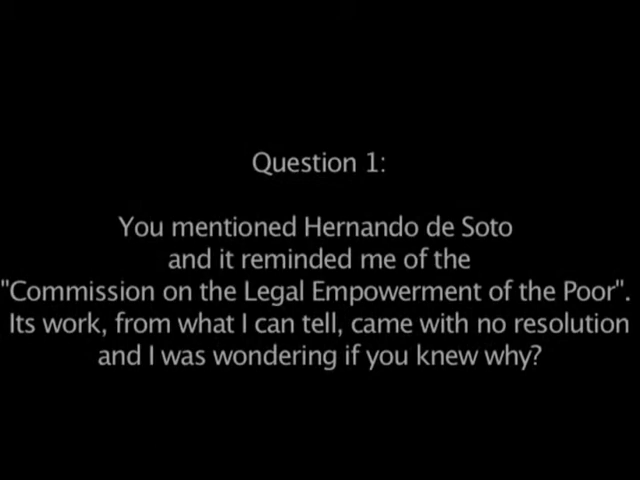 Question 1:
You mentioned Hernando de Soto
and it reminded me of the
"Commission on the Legal Empowerment of the Poor".
Its work, from what I can tell, came with no resolution
and I was wondering if you knew why?